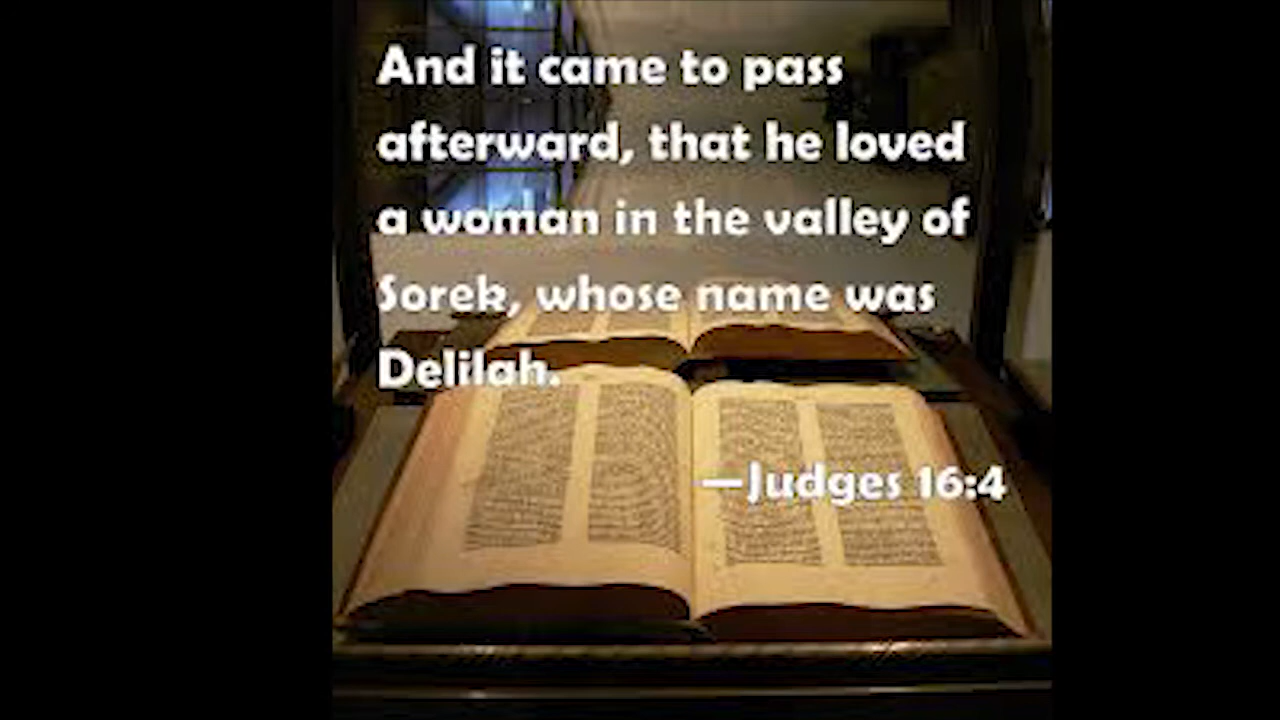 And it came to pass
afterward, that he loved
a woman in the valley of
Sorek, whose name was
Delilah.
—Judges 16:4